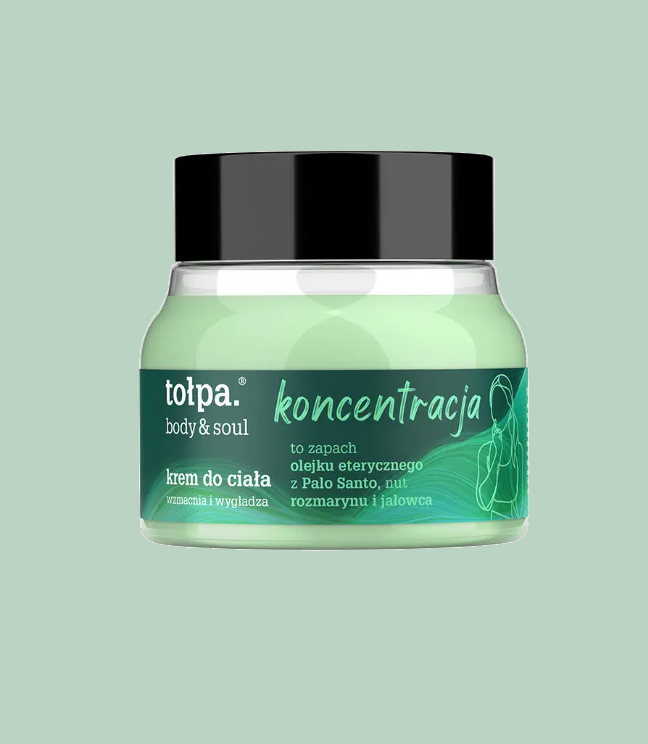 tołpa.®
body & soul
krem do ciała
wzmacnia i wygładza
koncentracja
to zapach
olejku eterycznego
z Palo Santo, nut
rozmarynu i jałowca